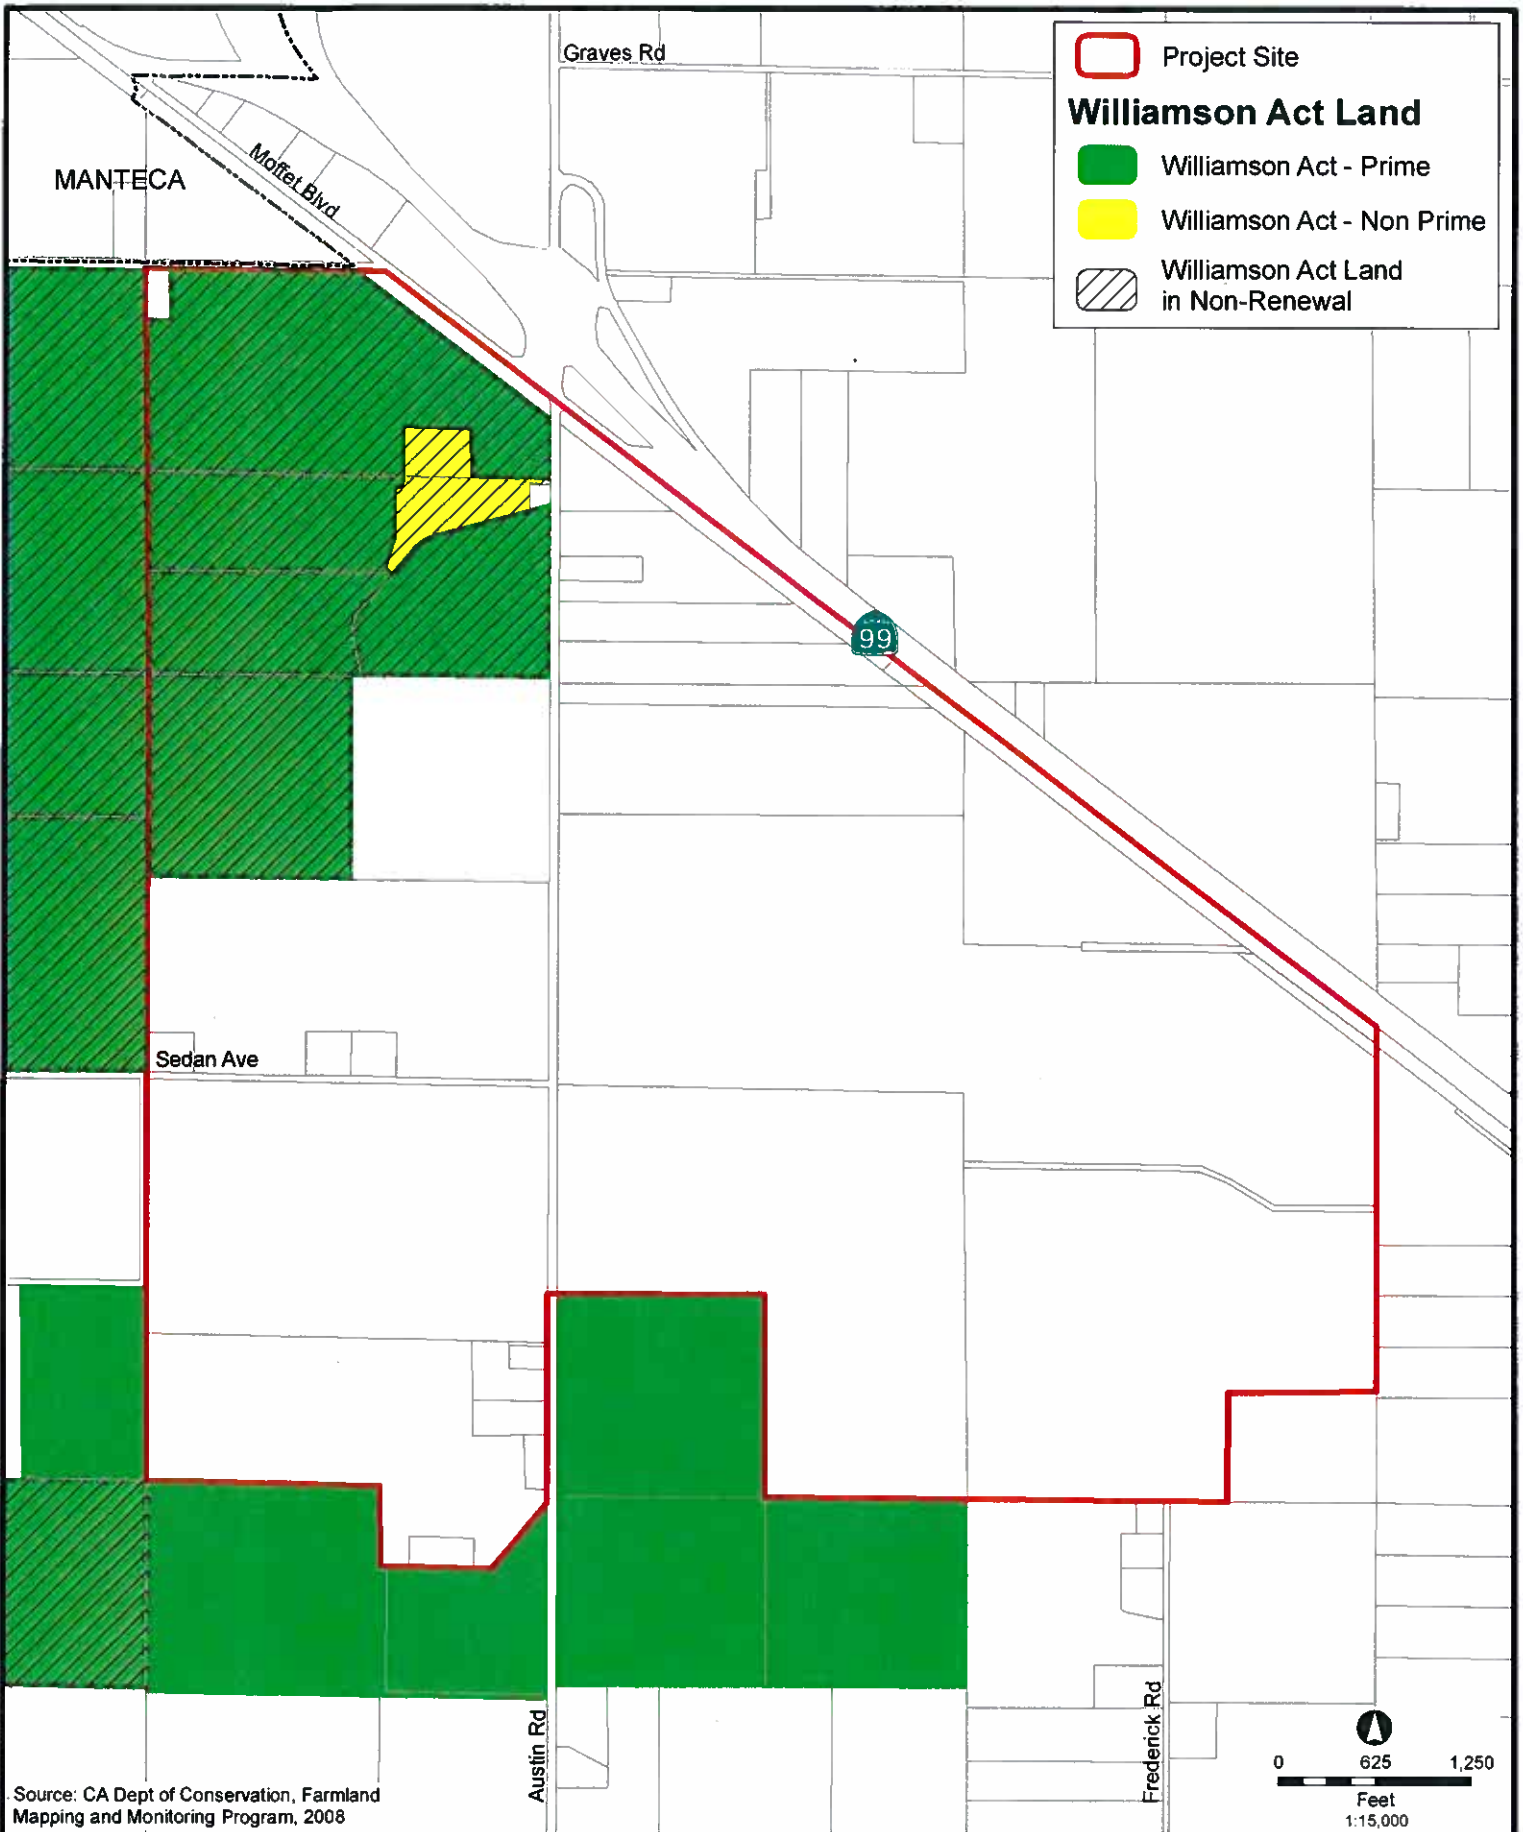 Graves Rd
Project Site
Williamson Act Land
Williamson Act - Prime
Williamson Act - Non Prime
Williamson Act Land
in Non-Renewal
MANTECA
Moffet Blvd
99
Sedan Ave
Austin Rd
Frederick Rd
0 625 1,250
Feet
1:15,000
Source: CA Dept of Conservation, Farmland
Mapping and Monitoring Program, 2008